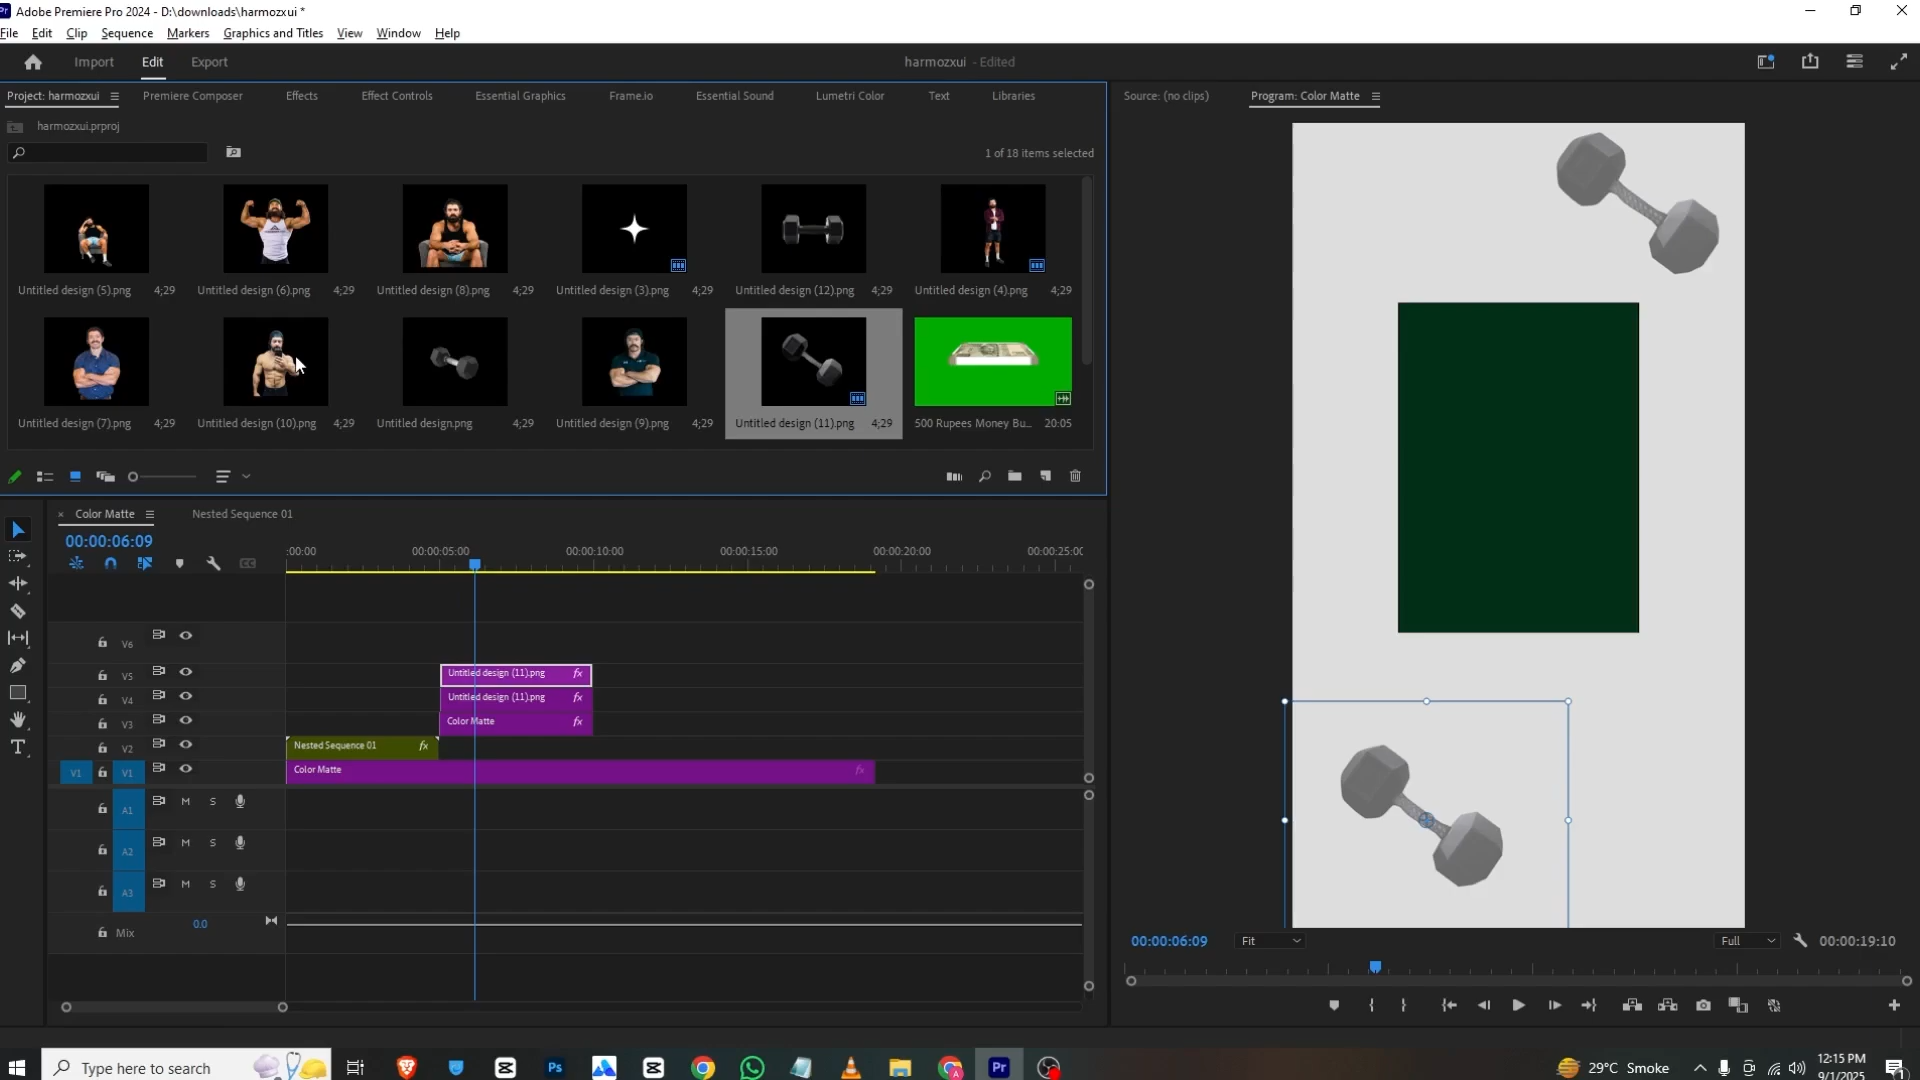 Adobe Premiere Pro 2024 - D:\downloads\harmozxui *
File Edit Clip Sequence Markers Graphics and Titles View Window Help
Import Edit Export
harmozxui - Edited
Project: harmozxui Premiere Composer Effects Effect Controls Essential Graphics Frame.io Essential Sound Lumetri Color Text Libraries
Source: (no clips) Program: Color Matte
harmozxui.prproj
1 of 18 items selected
Untitled design (5).png 4;29 Untitled design (6).png 4;29 Untitled design (8).png 4;29 Untitled design (3).png 4;29 Untitled design (12).png 4;29 Untitled design (4).png 4;29
Untitled design (7).png 4;29 Untitled design (10).png 4;29 Untitled design.png 4;29 Untitled design (9).png 4;29 Untitled design (11).png 4;29 500 Rupees Money Bu... 20:05
Color Matte Nested Sequence 01
00:00:06:09
:00:00 00:00:05:00 00:00:10:00 00:00:15:00 00:00:20:00 00:00:25:00
CC
V6
V5 Untitled design (11).png fx
V4 Untitled design (11).png fx
V3 Color Matte fx
V2 Nested Sequence 01 fx
V1 V1 Color Matte fx
A1 M S
A2 M S
A3 M S
Mix 0.0
00:00:06:09 Fit Full 00:00:19:10
Type here to search
Ps
Pr
29°C Smoke
12:15 PM
9/1/2025
1